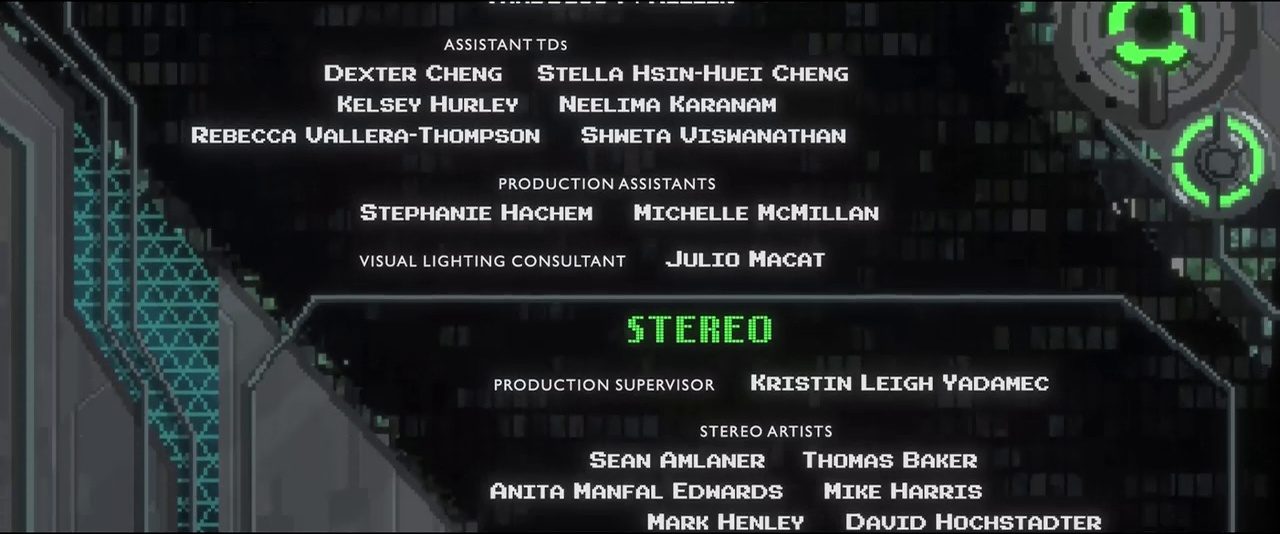 ASSISTANT TDs
DEXTER CHENG STELLA HSIN-HUEI CHENG
KELSEY HURLEY NEELIMA KARANAM
REBECCA VALLERA-THOMPSON SHWETA VISWANATHAN
PRODUCTION ASSISTANTS
STEPHANIE HACHEM MICHELLE MCMILLAN
VISUAL LIGHTING CONSULTANT JULIO MACAT
STEREO
PRODUCTION SUPERVISOR KRISTIN LEIGH YADAMEC
STEREO ARTISTS
SEAN AMLANER THOMAS BAKER
ANITA MANFAL EDWARDS MIKE HARRIS
MARK HENLEY DAVID HOCHSTADTER